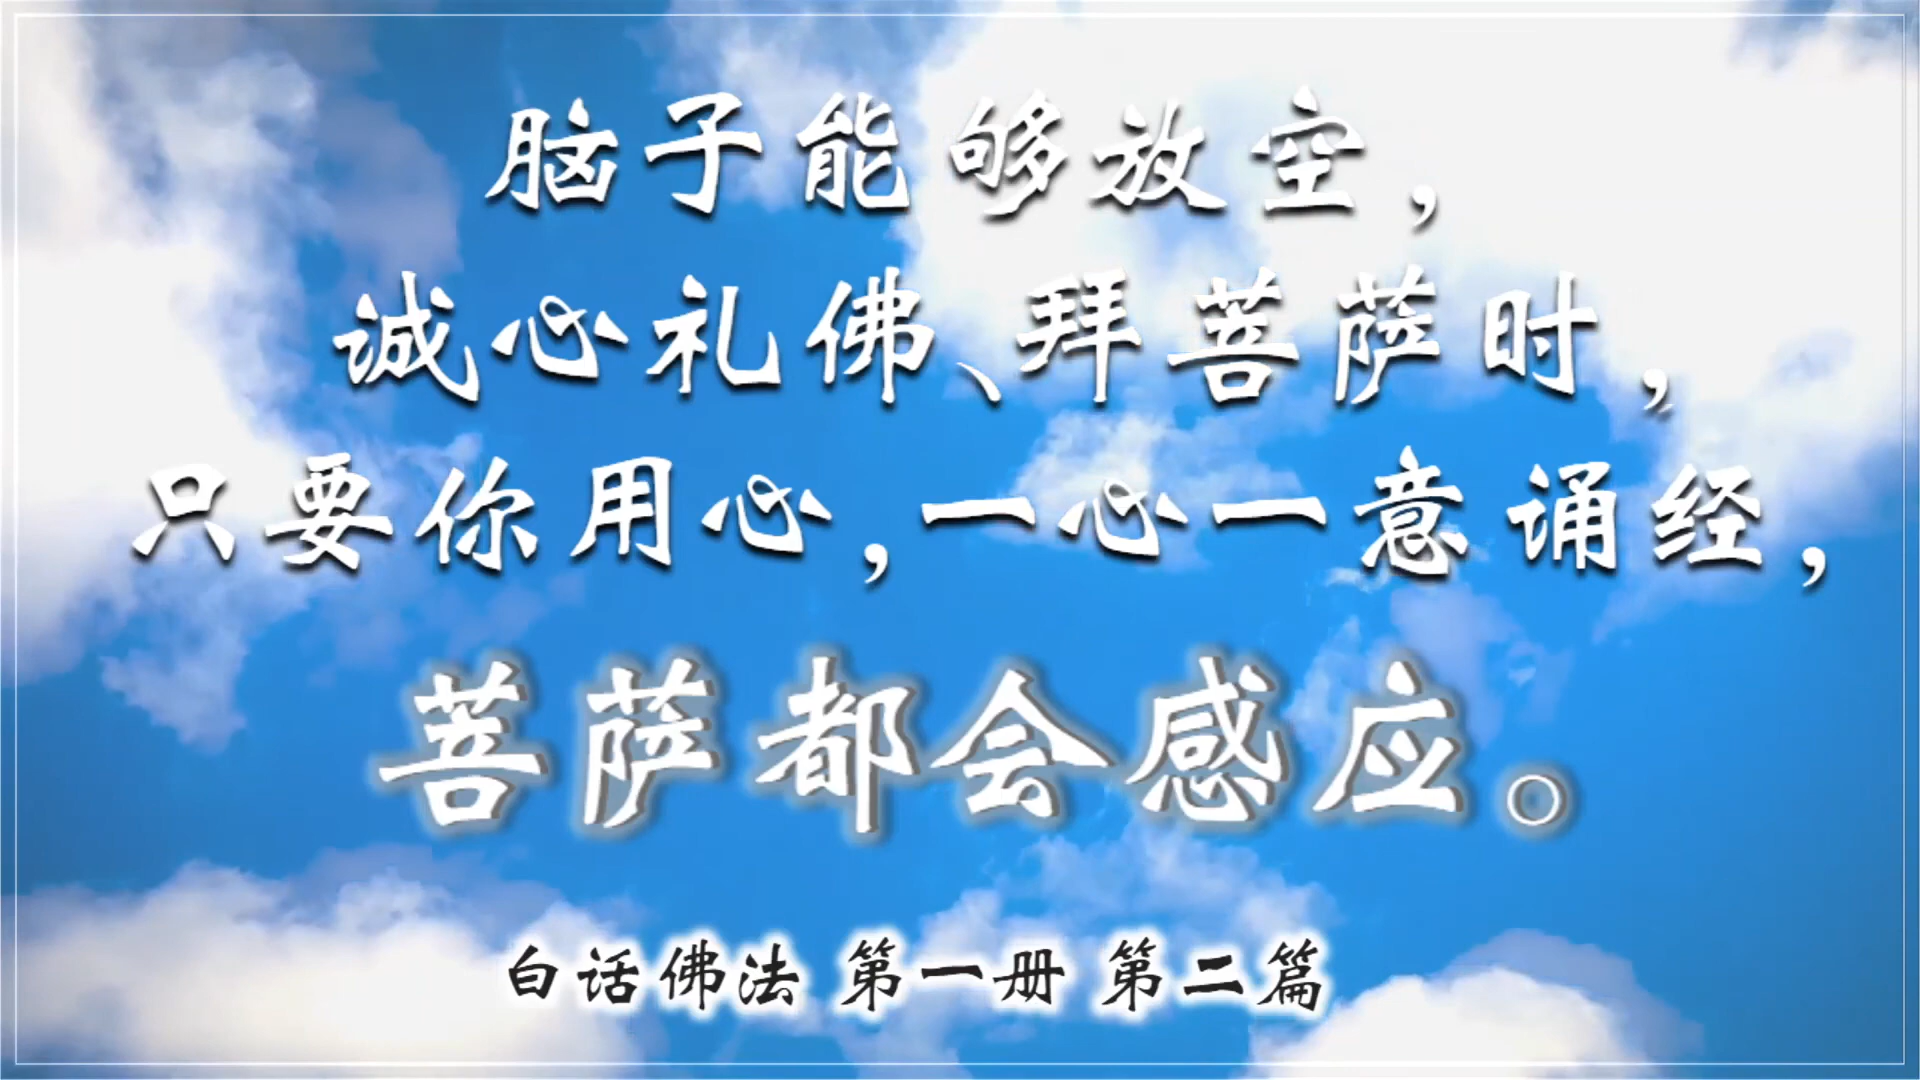 脑子能够放空，
诚心礼佛、拜菩萨时，
只要你用心，一心一意诵经，
菩萨都会感应。
白话佛法 第一册 第二篇